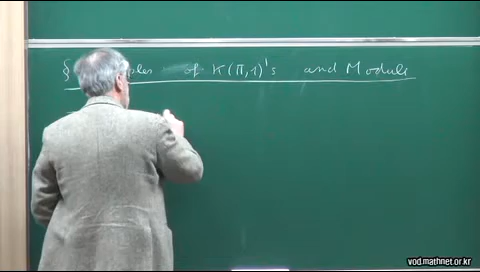 § ples of K(Π,1)'s and Moduli
vod.mathnet.or.kr